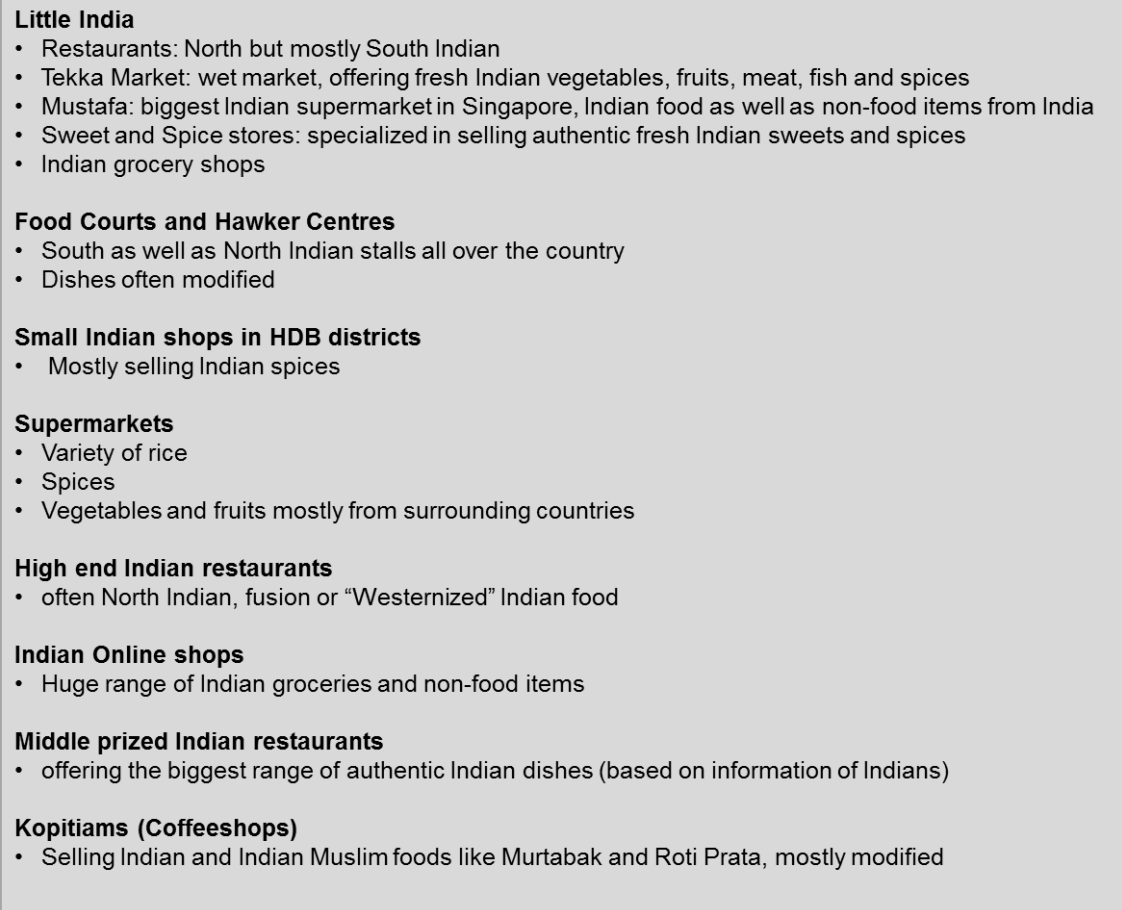 Little India
• Restaurants: North but mostly South Indian
• Tekka Market: wet market, offering fresh Indian vegetables, fruits, meat, fish and spices
• Mustafa: biggest Indian supermarket in Singapore, Indian food as well as non-food items from India
• Sweet and Spice stores: specialized in selling authentic fresh Indian sweets and spices
• Indian grocery shops
Food Courts and Hawker Centres
• South as well as North Indian stalls all over the country
• Dishes often modified
Small Indian shops in HDB districts
• Mostly selling Indian spices
Supermarkets
• Variety of rice
• Spices
• Vegetables and fruits mostly from surrounding countries
High end Indian restaurants
• often North Indian, fusion or “Westernized” Indian food
Indian Online shops
• Huge range of Indian groceries and non-food items
Middle prized Indian restaurants
• offering the biggest range of authentic Indian dishes (based on information of Indians)
Kopitiams (Coffeeshops)
• Selling Indian and Indian Muslim foods like Murtabak and Roti Prata, mostly modified